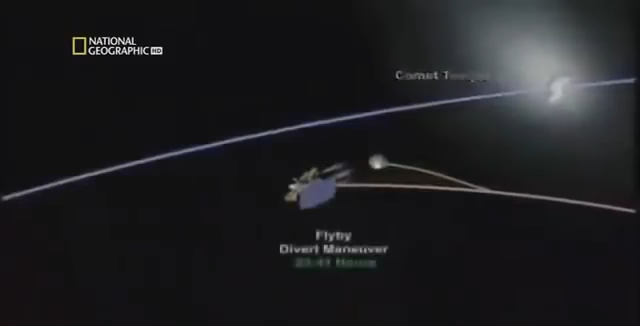 NATIONAL
GEOGRAPHIC HD
Comet
Flyby
Divert Maneuver